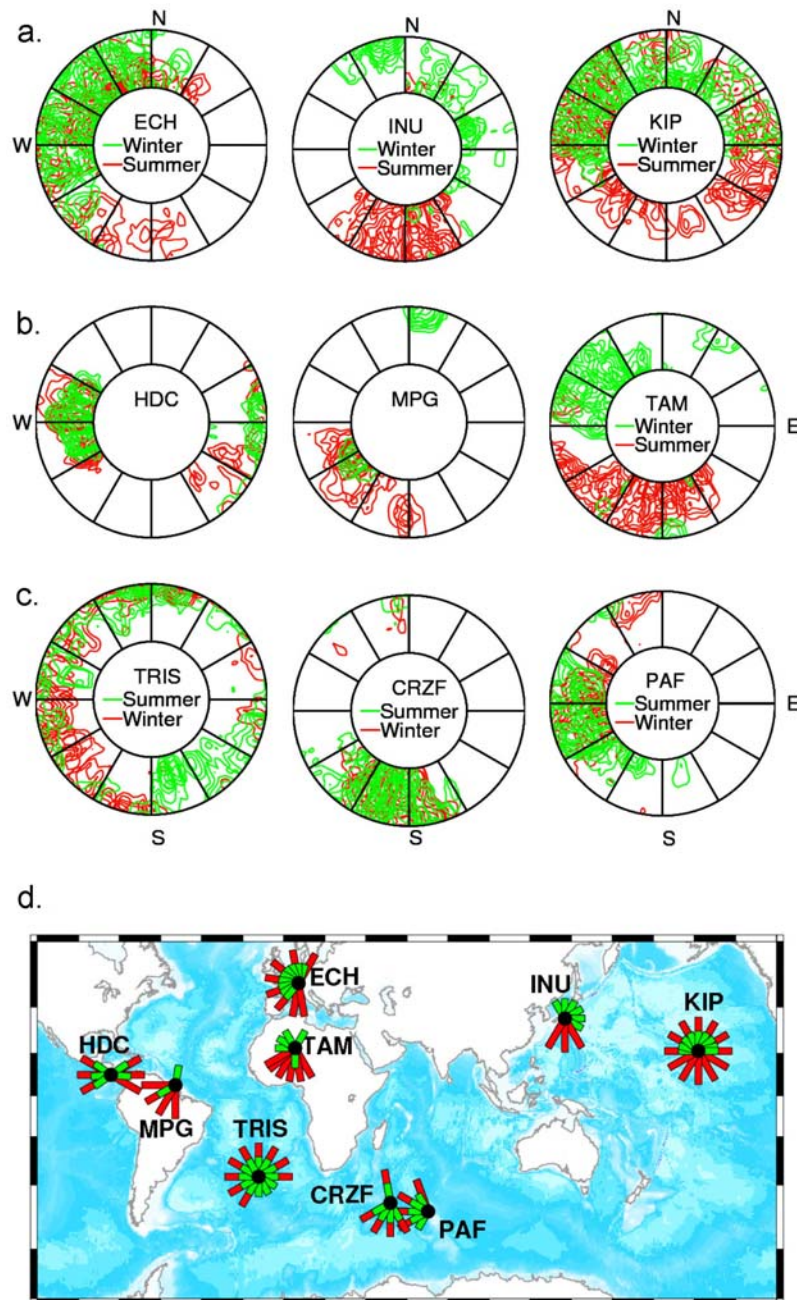 a.
N
ECH
Winter
Summer
INU
Winter
Summer
N
KIP
Winter
Summer
W
b.
HDC
MPG
TAM
Winter
Summer
W
E
c.
TRIS
Summer
Winter
CRZF
Summer
Winter
PAF
Summer
Winter
W
E
S
S
S
d.
ECH
INU
KIP
HDC
TAM
MPG
TRIS
CRZF
PAF